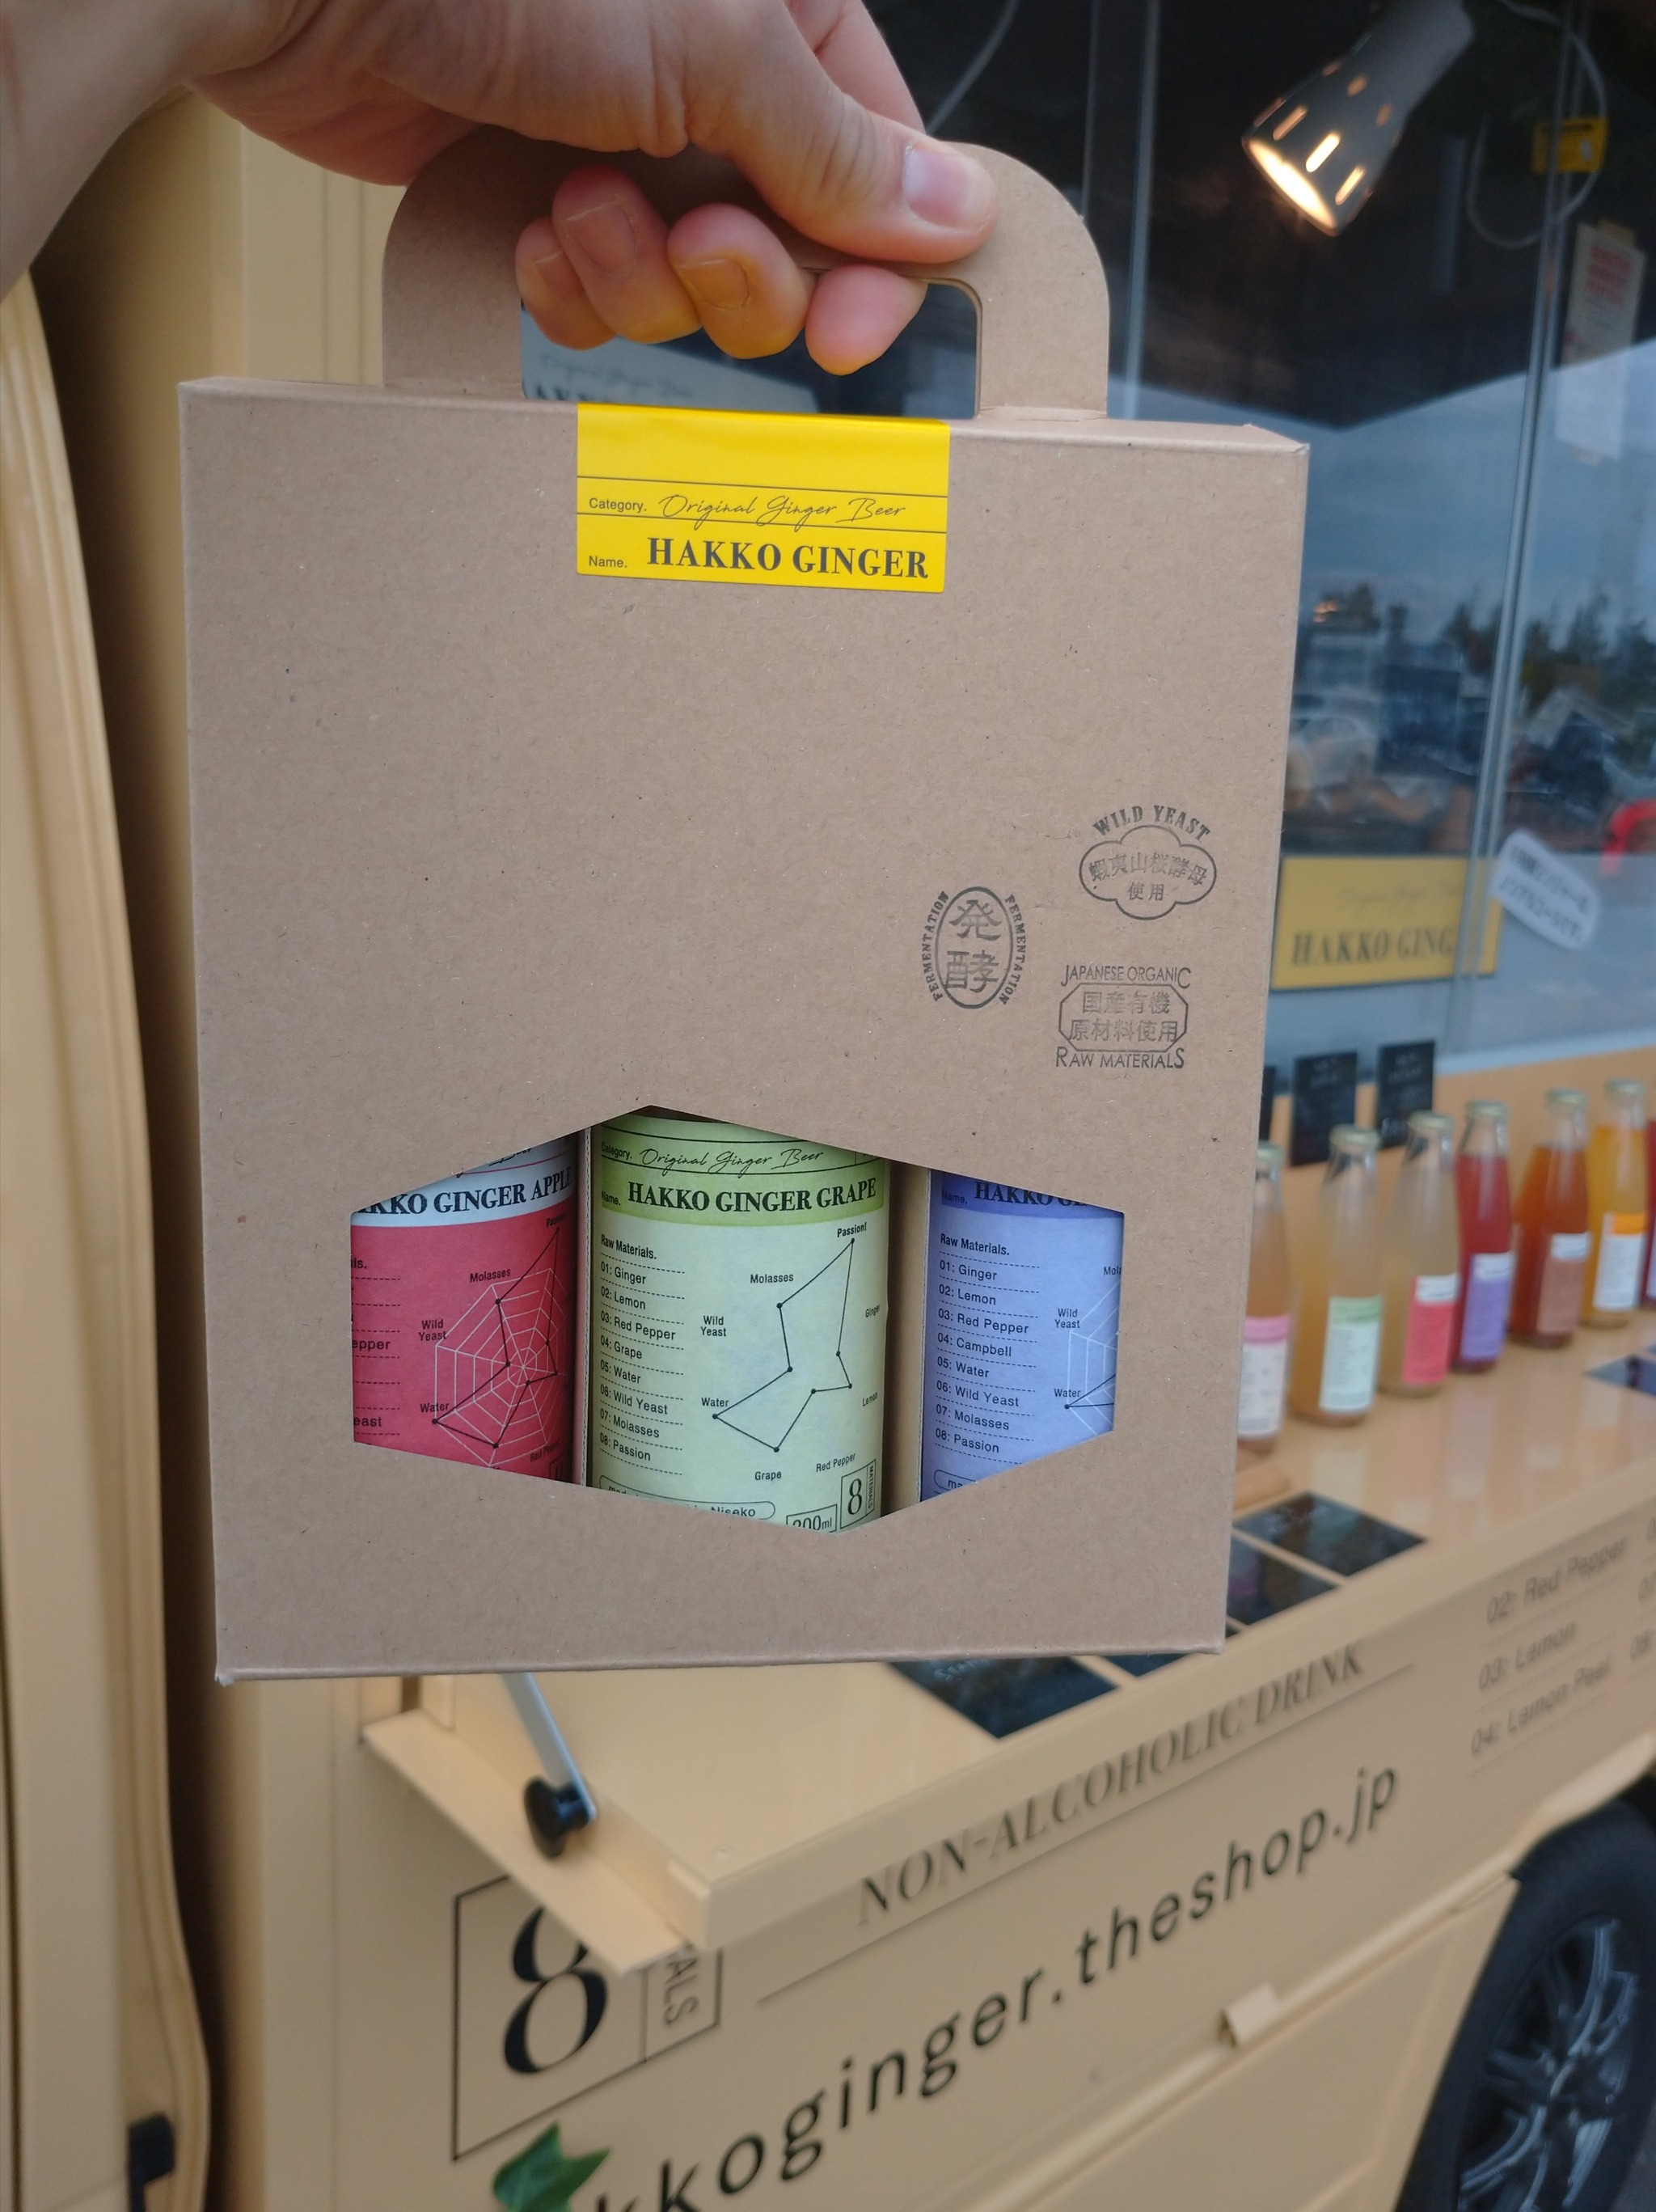 Category. Original Ginger Beer
Name. HAKKO GINGER
WILD YEAST
蝦夷山桜酵母
使用
FERMENTATION
発酵
FERMENTATION
JAPANESE ORGANIC
国産有機
原材料使用
RAW MATERIALS
KKO GINGER APPLE
Passion!
Molasses
Wild
Yeast
Water
Category. Original Ginger Beer
Name. HAKKO GINGER GRAPE
Raw Materials.
01: Ginger
02: Lemon
03: Red Pepper
04: Grape
05: Water
06: Wild Yeast
07: Molasses
08: Passion
Passion!
Molasses
Wild
Yeast
Ginger
Water
Lemon
Grape
Red Pepper
Niseko
200ml
8
MATERIALS
Name. HAKKO G
Raw Materials.
01: Ginger
02: Lemon
03: Red Pepper
04: Campbell
05: Water
06: Wild Yeast
07: Molasses
08: Passion
Wild
Yeast
Water
HAKKO GING
02: Red Pepper
03: Lemon
04: Lemon Peel
NON-ALCOHOLIC DRINK
8
ALS
kkoginger.theshop.jp